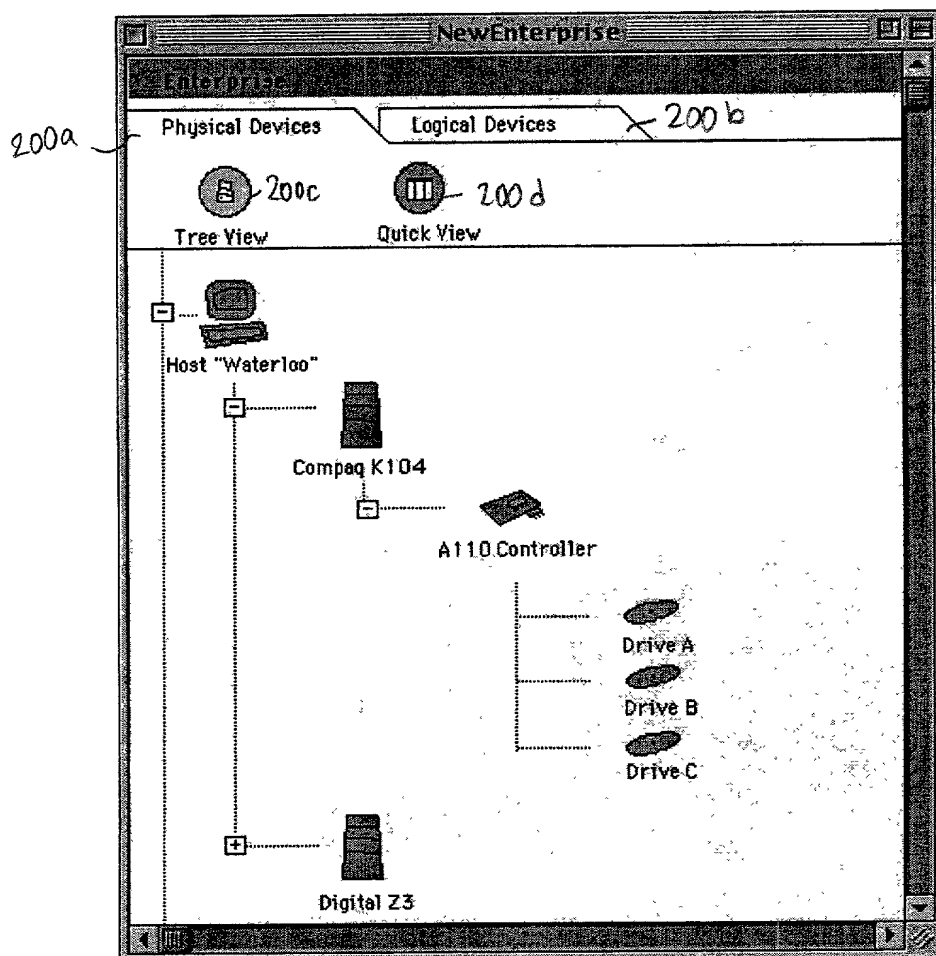 NewEnterprise
Enterprise
Physical Devices
Logical Devices
200b
200a
200c
200d
Tree View
Quick View
Host "Waterloo"
Compaq K104
A110 Controller
Drive A
Drive B
Drive C
Digital Z3